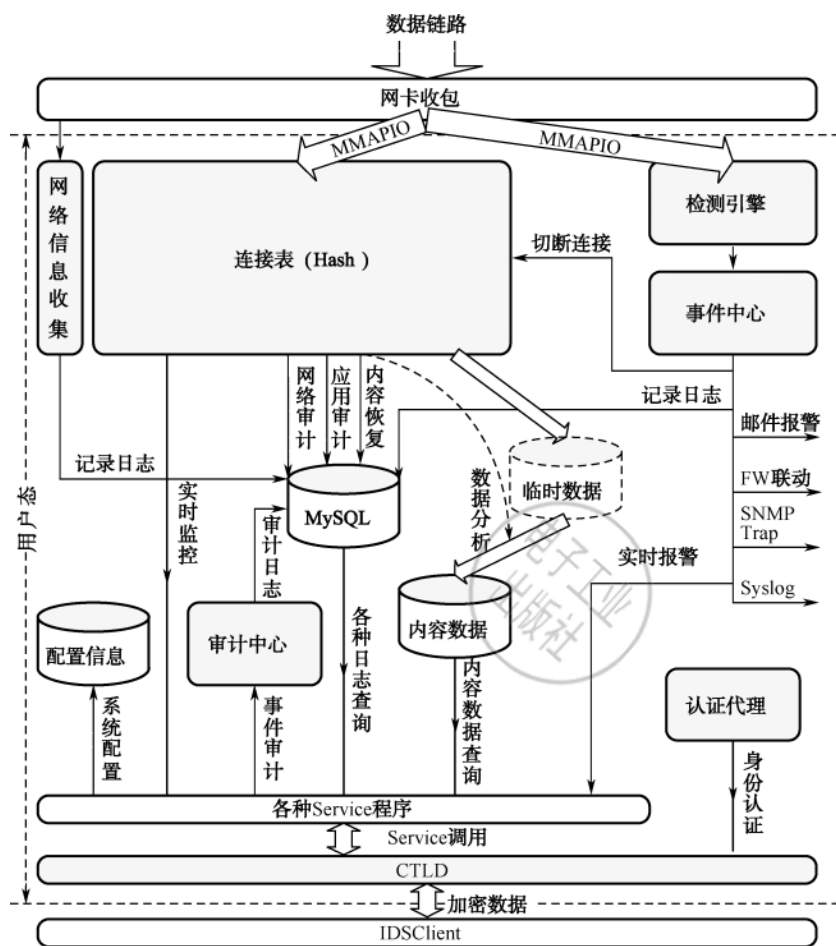 数据链路
网卡收包
MMAPIO
MMAPIO
网络信息收集
连接表（Hash）
切断连接
检测引擎
事件中心
网络审计
应用审计
内容恢复
记录日志
邮件报警
记录日志
临时数据
FW联动
用户态
实时监控
MySQL
数据分析
SNMP
Trap
审计日志
实时报警
Syslog
电子工业
出版社
配置信息
审计中心
各种日志查询
内容数据
认证代理
系统配置
事件审计
内容数据查询
身份认证
各种Service程序
Service调用
CTLD
加密数据
IDSClient